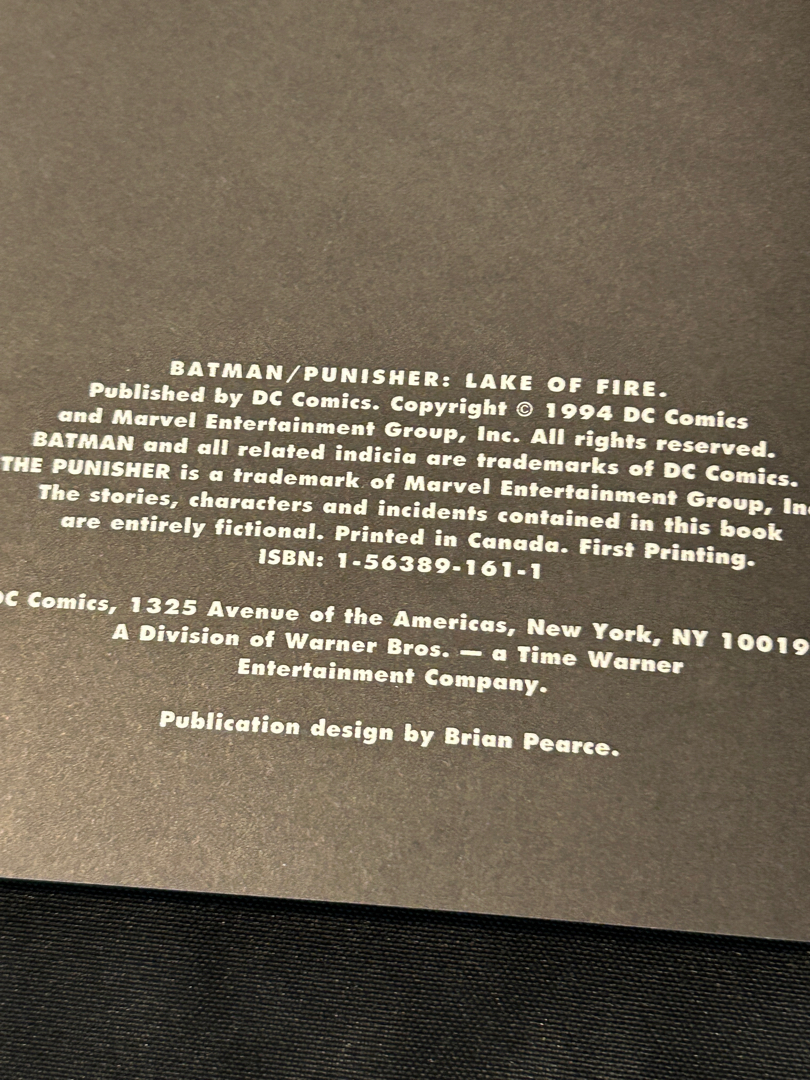 BATMAN/PUNISHER: LAKE OF FIRE.
Published by DC Comics. Copyright © 1994 DC Comics
and Marvel Entertainment Group, Inc. All rights reserved.
BATMAN and all related indicia are trademarks of DC Comics.
THE PUNISHER is a trademark of Marvel Entertainment Group, In
The stories, characters and incidents contained in this book
are entirely fictional. Printed in Canada. First Printing.
ISBN: 1-56389-161-1
DC Comics, 1325 Avenue of the Americas, New York, NY 10019
A Division of Warner Bros. — a Time Warner
Entertainment Company.
Publication design by Brian Pearce.